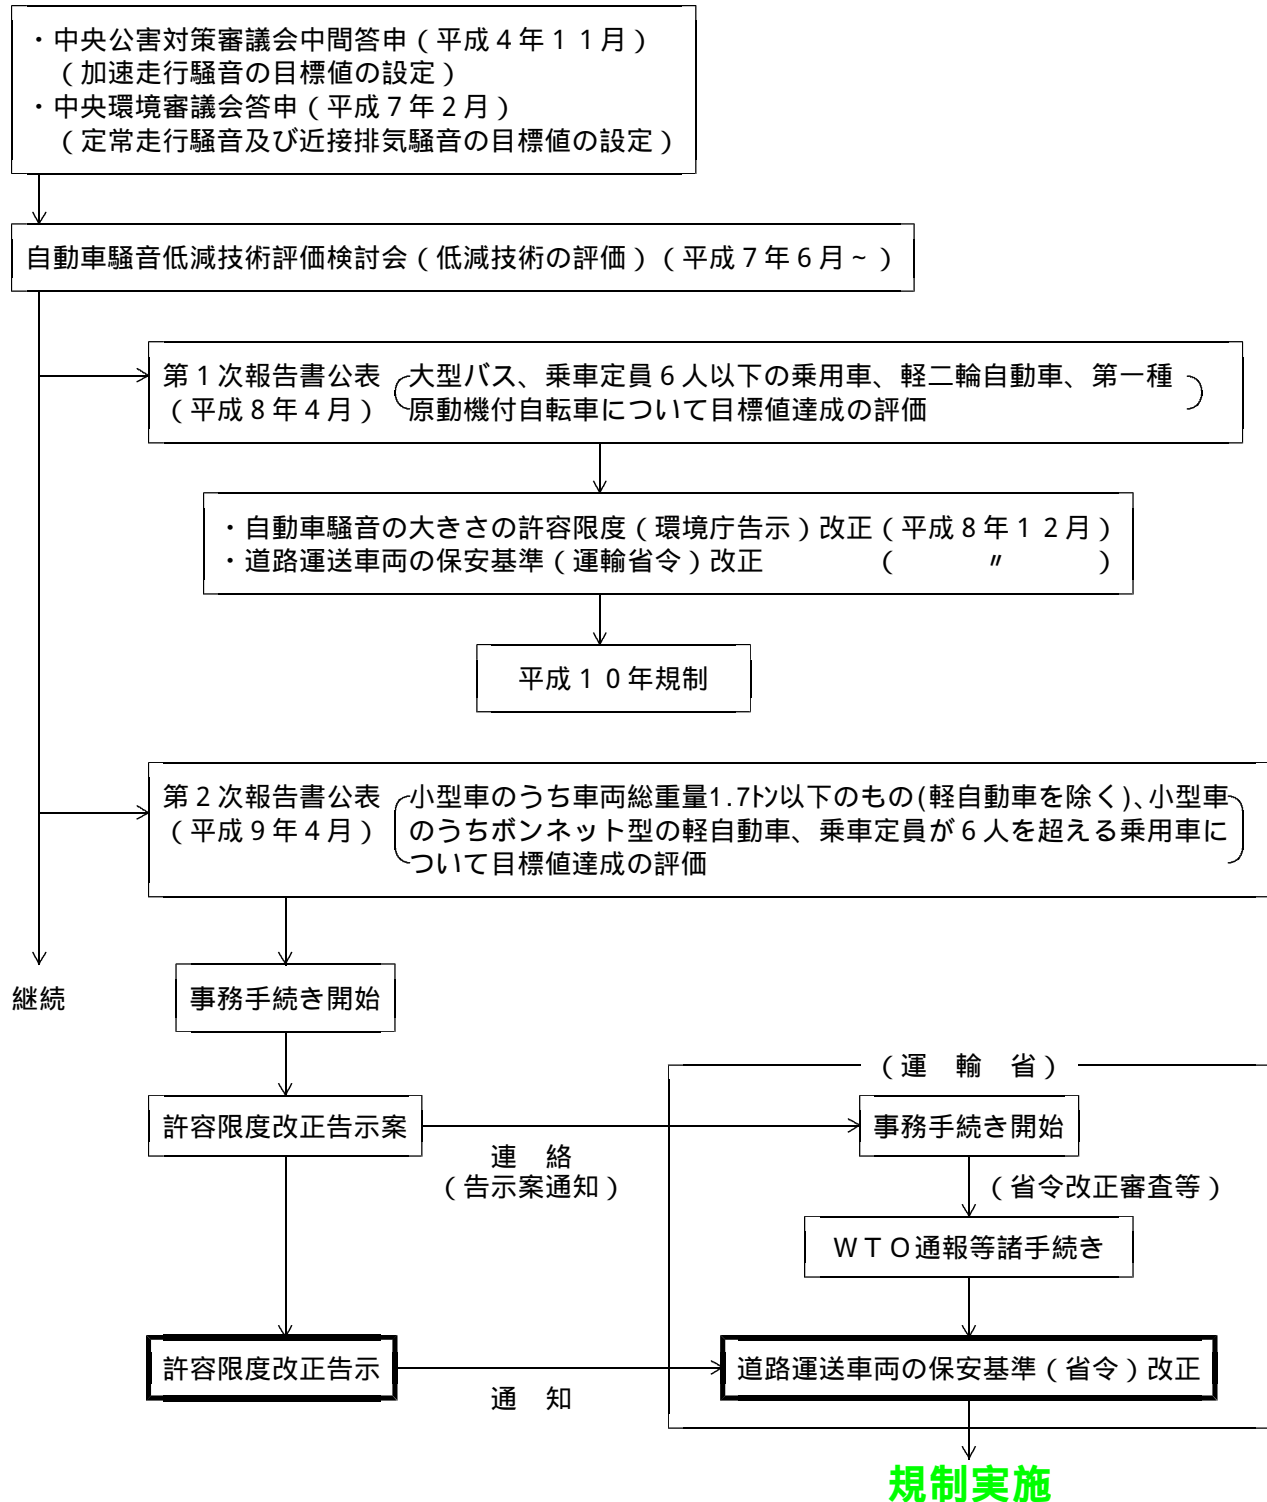 ・中央公害対策審議会中間答申（平成４年１１月）
（加速走行騒音の目標値の設定）
・中央環境審議会答申（平成７年２月）
（定常走行騒音及び近接排気騒音の目標値の設定）
自動車騒音低減技術評価検討会（低減技術の評価）（平成７年６月～）
第１次報告書公表
（平成８年４月）
大型バス、乗車定員６人以下の乗用車、軽二輪自動車、第一種
原動機付自転車について目標値達成の評価
・自動車騒音の大きさの許容限度（環境庁告示）改正（平成８年１２月）
・道路運送車両の保安基準（運輸省令）改正　（　〃　）
平成１０年規制
第２次報告書公表
（平成９年４月）
小型車のうち車両総重量1.7ﾄﾝ以下のもの(軽自動車を除く)、小型車
のうちボンネット型の軽自動車、乗車定員が６人を超える乗用車に
ついて目標値達成の評価
継続
事務手続き開始
（運　輸　省）
許容限度改正告示案
事務手続き開始
連　絡
（告示案通知）
（省令改正審査等）
ＷＴＯ通報等諸手続き
許容限度改正告示
道路運送車両の保安基準（省令）改正
通　知
規制実施